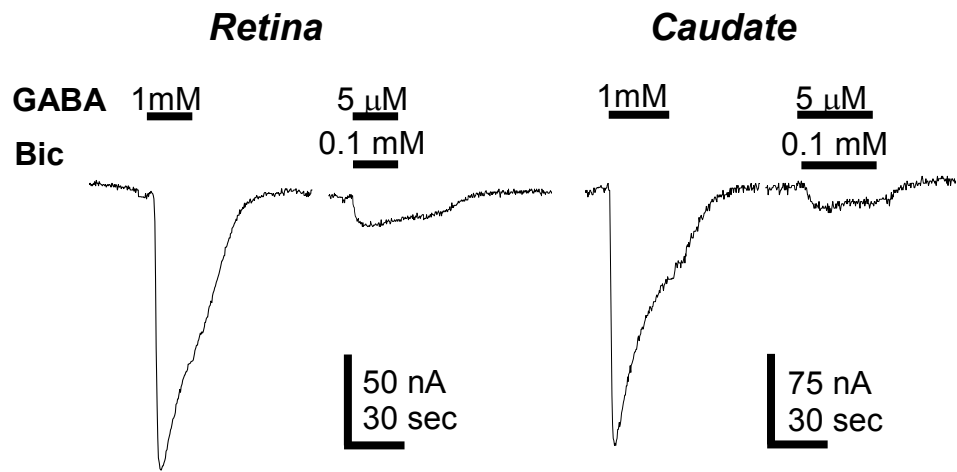 Retina Caudate
GABA 1mM 5 μM 1mM 5 μM
Bic 0.1 mM 0.1 mM
50 nA 75 nA
30 sec 30 sec